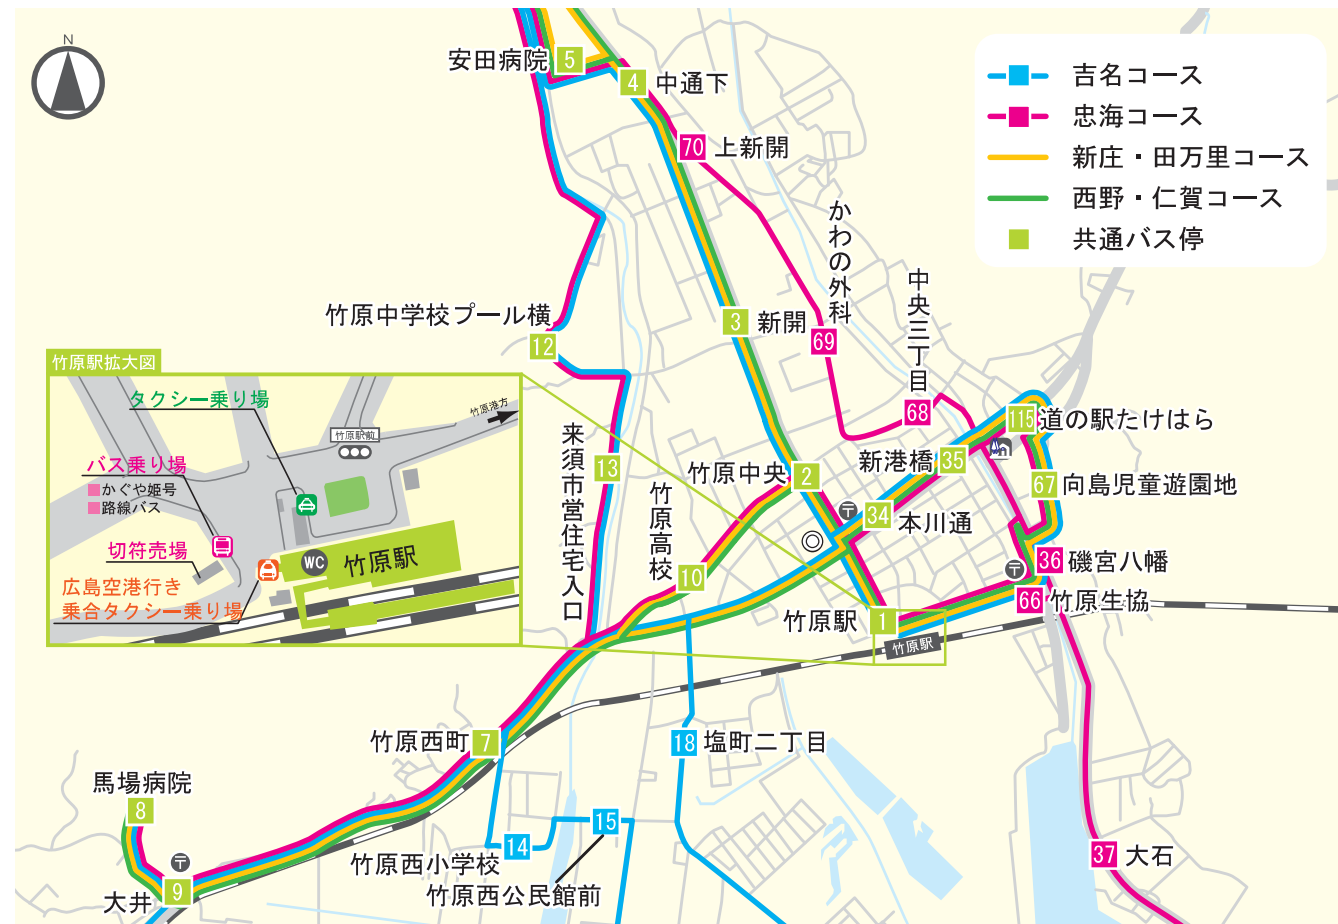 N
安田病院
5
4
中通下
70
上新開
吉名コース
忠海コース
新庄・田万里コース
西野・仁賀コース
共通バス停
かわの外科
69
中央三丁目
68
竹原中学校プール横
12
3
新開
竹原駅拡大図
タクシー乗り場
竹原港方
竹原駅前
バス乗り場
かぐや姫号
路線バス
切符売場
WC
竹原駅
広島空港行き
乗合タクシー乗り場
来須市営住宅入口
13
竹原高校
10
竹原中央
2
新港橋
35
115
道の駅たけはら
67
向島児童遊園地
34
本川通
36
磯宮八幡
66
竹原生協
竹原駅
1
竹原駅
竹原西町
7
18
塩町二丁目
馬場病院
8
14
15
竹原西小学校
竹原西公民館前
大井
9
37
大石